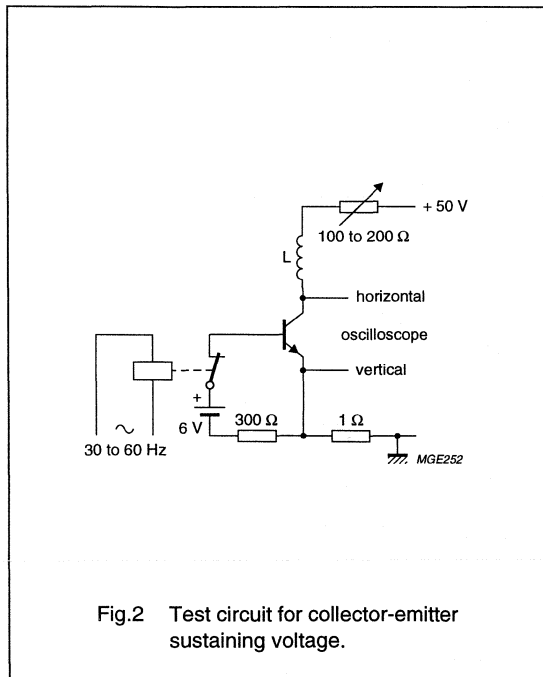 + 50 V
100 to 200 Ω
L
horizontal
oscilloscope
vertical
+
6 V
300 Ω
1 Ω
30 to 60 Hz
MGE252
Fig.2 Test circuit for collector-emitter
sustaining voltage.